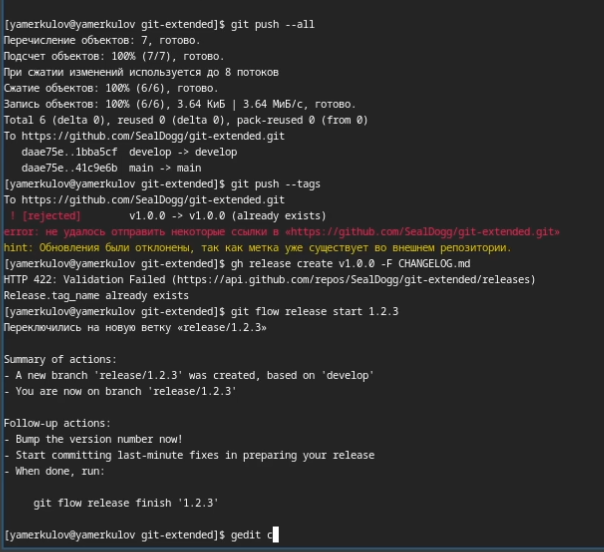 [yamerkulov@yamerkulov git-extended]$ git push --all
Перечисление объектов: 7, готово.
Подсчет объектов: 100% (7/7), готово.
При сжатии изменений используется до 8 потоков
Сжатие объектов: 100% (6/6), готово.
Запись объектов: 100% (6/6), 3.64 КиБ | 3.64 МиБ/с, готово.
Total 6 (delta 0), reused 0 (delta 0), pack-reused 0 (from 0)
To https://github.com/SealDogg/git-extended.git
   daae75e..1bba5cf  develop -> develop
   daae75e..41c9e6b  main -> main
[yamerkulov@yamerkulov git-extended]$ git push --tags
To https://github.com/SealDogg/git-extended.git
 ! [rejected]        v1.0.0 -> v1.0.0 (already exists)
error: не удалось отправить некоторые ссылки в «https://github.com/SealDogg/git-extended.git»
hint: Обновления были отклонены, так как метка уже существует во внешнем репозитории.
[yamerkulov@yamerkulov git-extended]$ gh release create v1.0.0 -F CHANGELOG.md
HTTP 422: Validation Failed (https://api.github.com/repos/SealDogg/git-extended/releases)
Release.tag_name already exists
[yamerkulov@yamerkulov git-extended]$ git flow release start 1.2.3
Переключились на новую ветку «release/1.2.3»
Summary of actions:
- A new branch 'release/1.2.3' was created, based on 'develop'
- You are now on branch 'release/1.2.3'
Follow-up actions:
- Bump the version number now!
- Start committing last-minute fixes in preparing your release
- When done, run:
     git flow release finish '1.2.3'
[yamerkulov@yamerkulov git-extended]$ gedit c